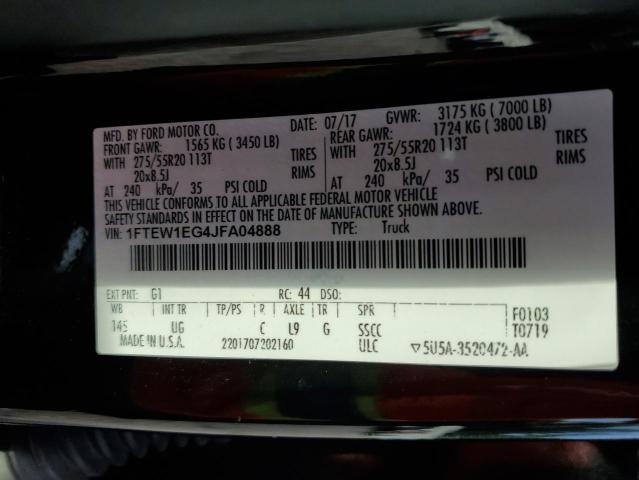 MFD. BY FORD MOTOR CO.
DATE: 07/17 GVWR: 3175 KG ( 7000 LB)
FRONT GAWR: 1565 KG ( 3450 LB) REAR GAWR: 1724 KG ( 3800 LB)
WITH 275/55R20 113T TIRES WITH 275/55R20 113T TIRES
20x8.5J RIMS 20x8.5J RIMS
AT 240 kPa/ 35 PSI COLD AT 240 kPa/ 35 PSI COLD
THIS VEHICLE CONFORMS TO ALL APPLICABLE FEDERAL MOTOR VEHICLE
SAFETY STANDARDS IN EFFECT ON THE DATE OF MANUFACTURE SHOWN ABOVE.
VIN: 1FTEW1EG4JFA04888 TYPE: Truck
EXT PNT: G1 RC: 44 DSO:
WB INT TR TP/PS R AXLE TR SPR F0103
145 UG C L9 G SSCC T0719
MADE IN U.S.A. 2201707202160 ULC ▽5U5A-3520472-AA